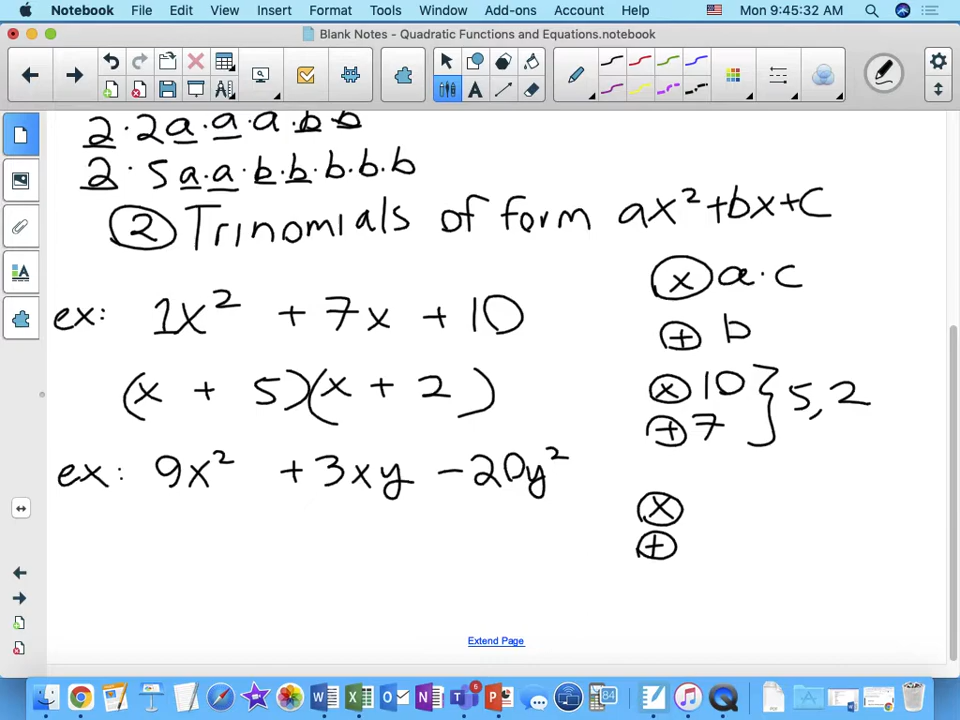 Notebook File Edit View Insert Format Tools Window Add-ons Account Help Mon 9:45:32 AM
Blank Notes - Quadratic Functions and Equations.notebook
2·2a·a·a·b·b
2·5a·a·b·b·b·b·b
② Trinomials of form ax²+bx+c
ⓧ a·c
ex: 1x² + 7x + 10
⊕ b
(x + 5)(x + 2)
ⓧ 10 } 5, 2
⊕ 7
ex: 9x² + 3xy - 20y²
ⓧ
⊕
Extend Page
6
84